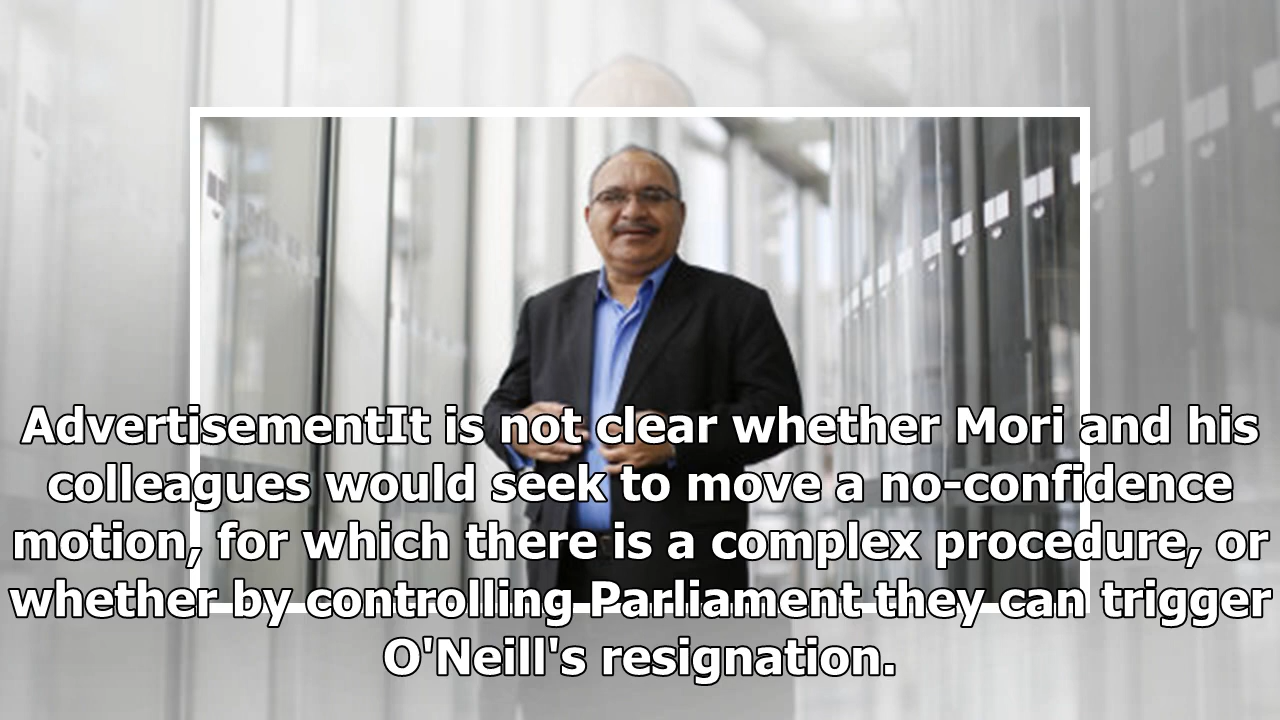 AdvertisementIt is not clear whether Mori and his
colleagues would seek to move a no-confidence
motion, for which there is a complex procedure, or
whether by controlling Parliament they can trigger
O'Neill's resignation.